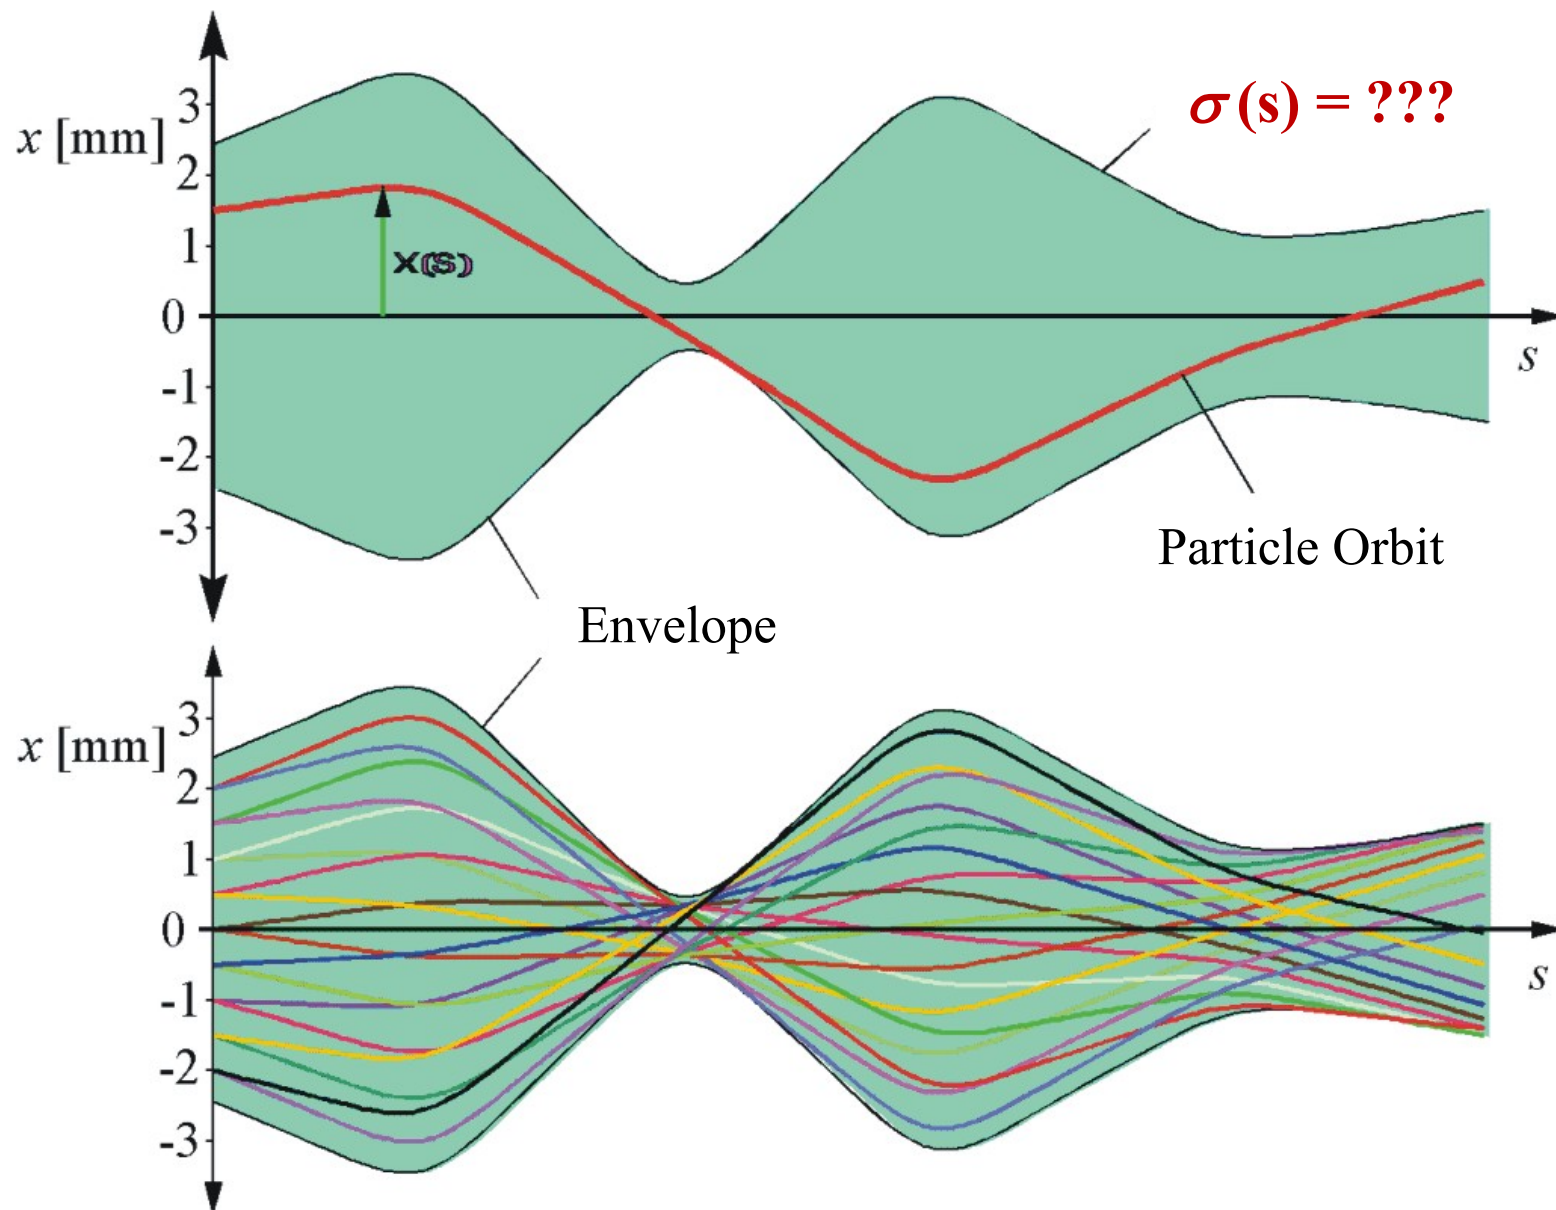 σ(s) = ???
x [mm]
3
2
1
0
-1
-2
-3
X(S)
s
Particle Orbit
Envelope
x [mm]
3
2
1
0
-1
-2
-3
s